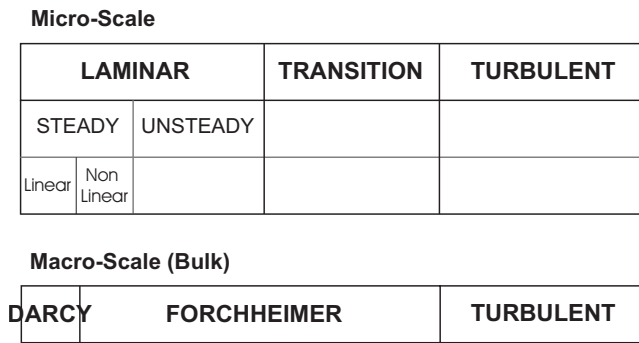 Micro-Scale
LAMINAR TRANSITION TURBULENT
STEADY UNSTEADY
Linear Non Linear
Macro-Scale (Bulk)
DARCY FORCHHEIMER TURBULENT